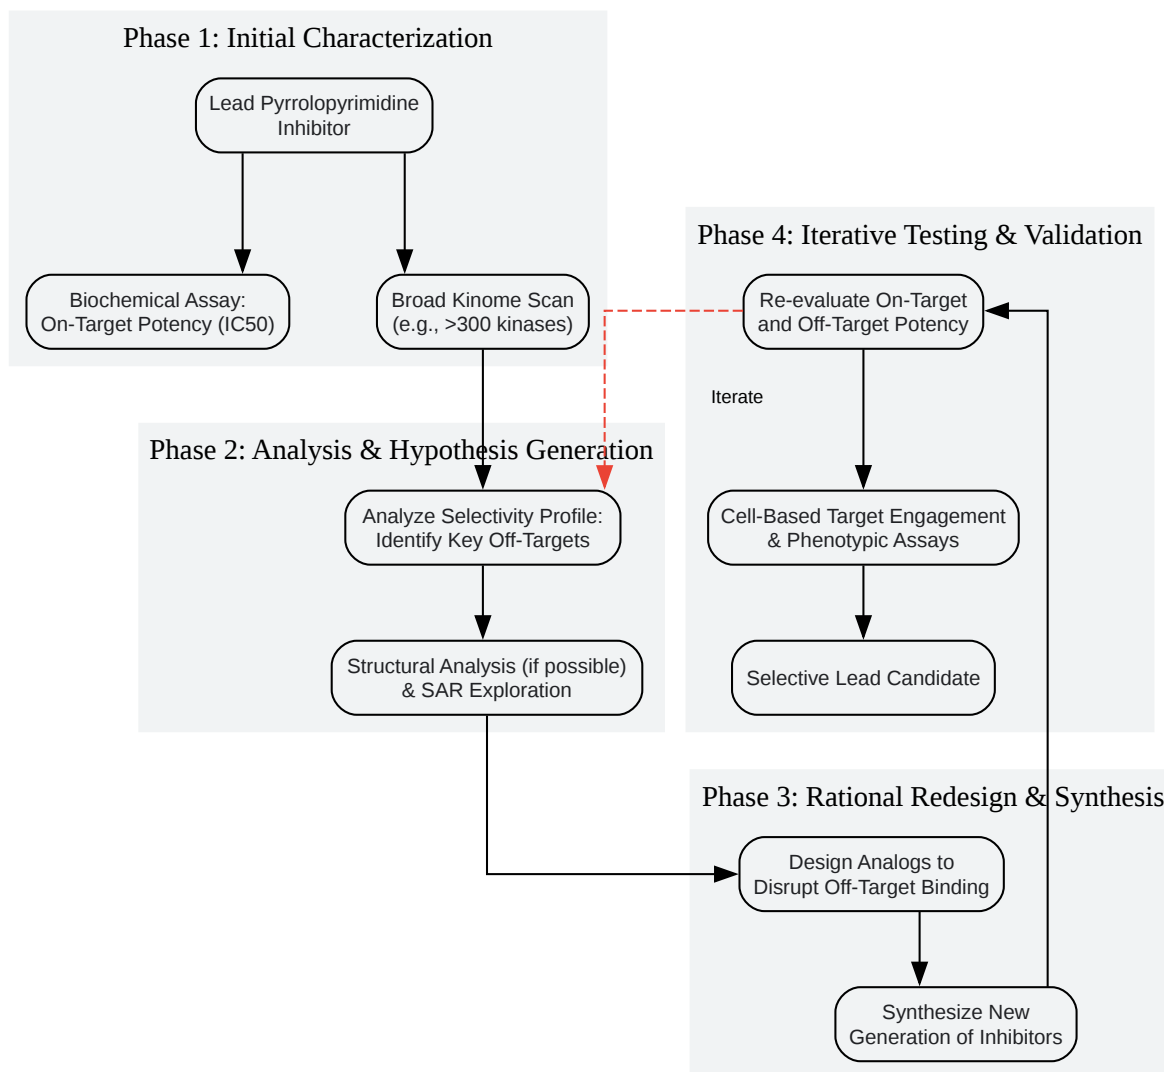 Phase 1: Initial Characterization
Lead Pyrrolopyrimidine
Inhibitor
Biochemical Assay:
On-Target Potency (IC50)
Broad Kinome Scan
(e.g., >300 kinases)
Phase 2: Analysis & Hypothesis Generation
Analyze Selectivity Profile:
Identify Key Off-Targets
Structural Analysis (if possible)
& SAR Exploration
Phase 3: Rational Redesign & Synthesis
Design Analogs to
Disrupt Off-Target Binding
Synthesize New
Generation of Inhibitors
Phase 4: Iterative Testing & Validation
Re-evaluate On-Target
and Off-Target Potency
Iterate
Cell-Based Target Engagement
& Phenotypic Assays
Selective Lead Candidate